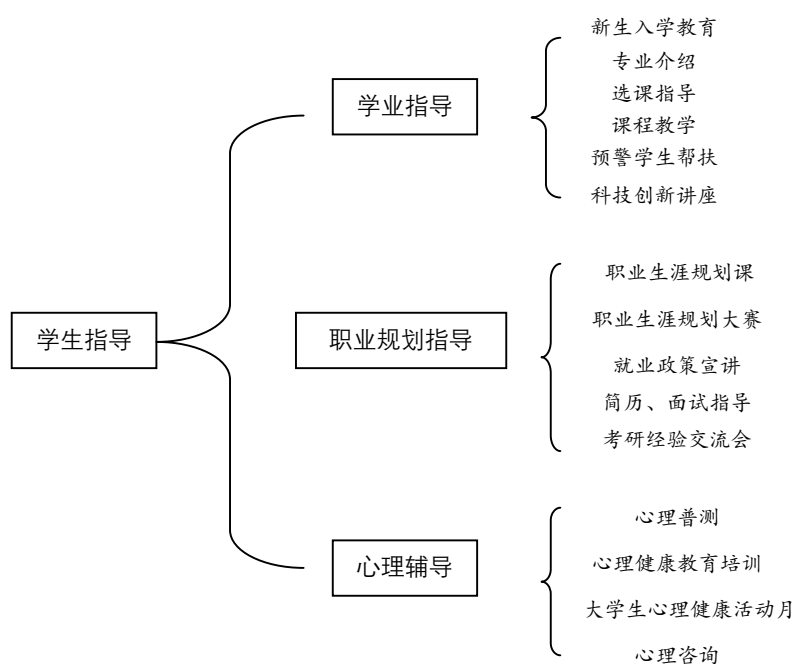 学生指导
学业指导
新生入学教育
专业介绍
选课指导
课程教学
预警学生帮扶
科技创新讲座
职业规划指导
职业生涯规划课
职业生涯规划大赛
就业政策宣讲
简历、面试指导
考研经验交流会
心理辅导
心理普测
心理健康教育培训
大学生心理健康活动月
心理咨询